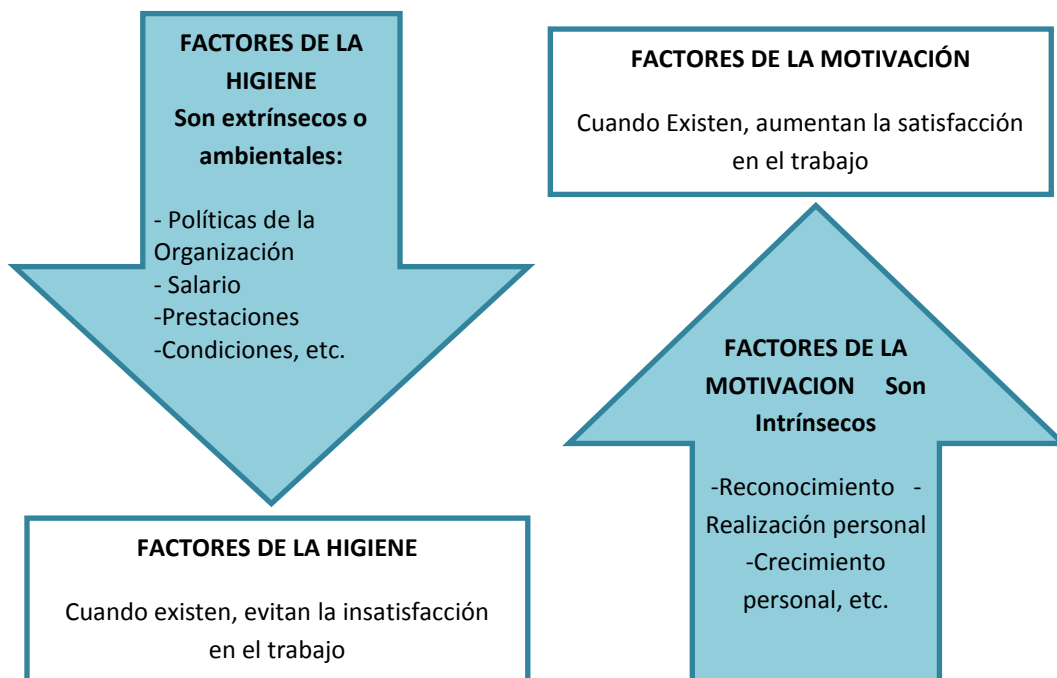 FACTORES DE LA
HIGIENE
Son extrínsecos o
ambientales:
- Políticas de la
Organización
- Salario
-Prestaciones
-Condiciones, etc.
FACTORES DE LA HIGIENE
Cuando existen, evitan la insatisfacción
en el trabajo
FACTORES DE LA MOTIVACIÓN
Cuando Existen, aumentan la satisfacción
en el trabajo
FACTORES DE LA
MOTIVACION Son
Intrínsecos
-Reconocimiento -
Realización personal
-Crecimiento
personal, etc.